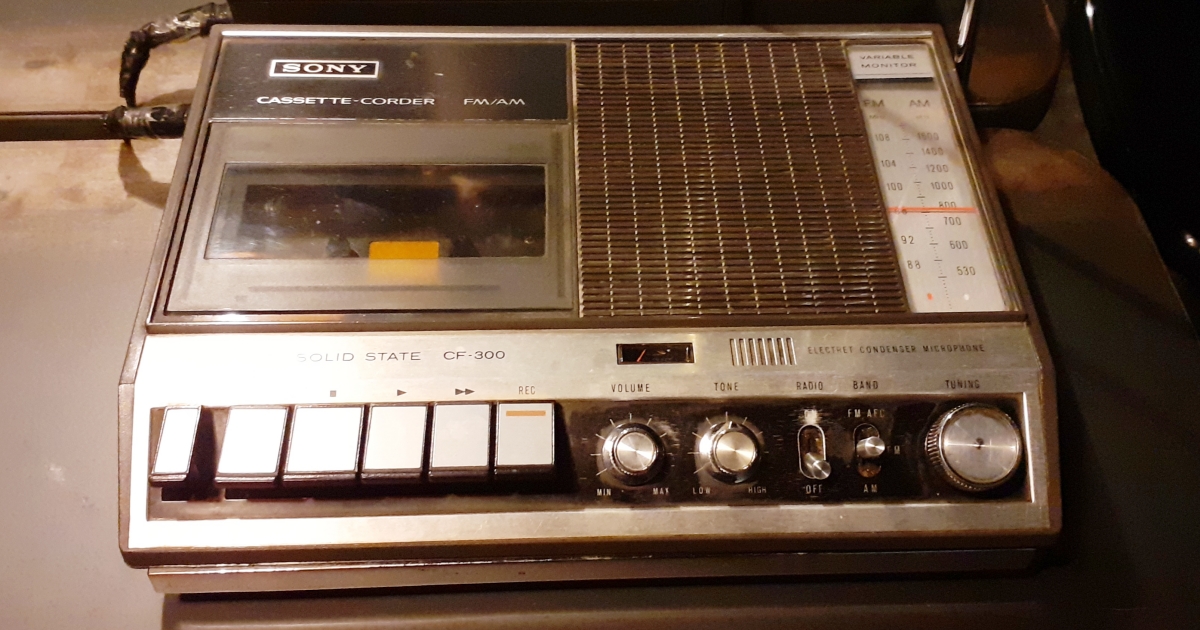 SONY
CASSETTE-CORDER FM/AM
VARIABLE
MONITOR
FM AM
108 1600
1400
104 1200
100 1000
800
700
92 600
88 530
SOLID STATE CF-300
ELECTRET CONDENSER MICROPHONE
REC
VOLUME TONE RADIO BAND TUNING
FM AFC
MIN MAX LOW HIGH OFF AM